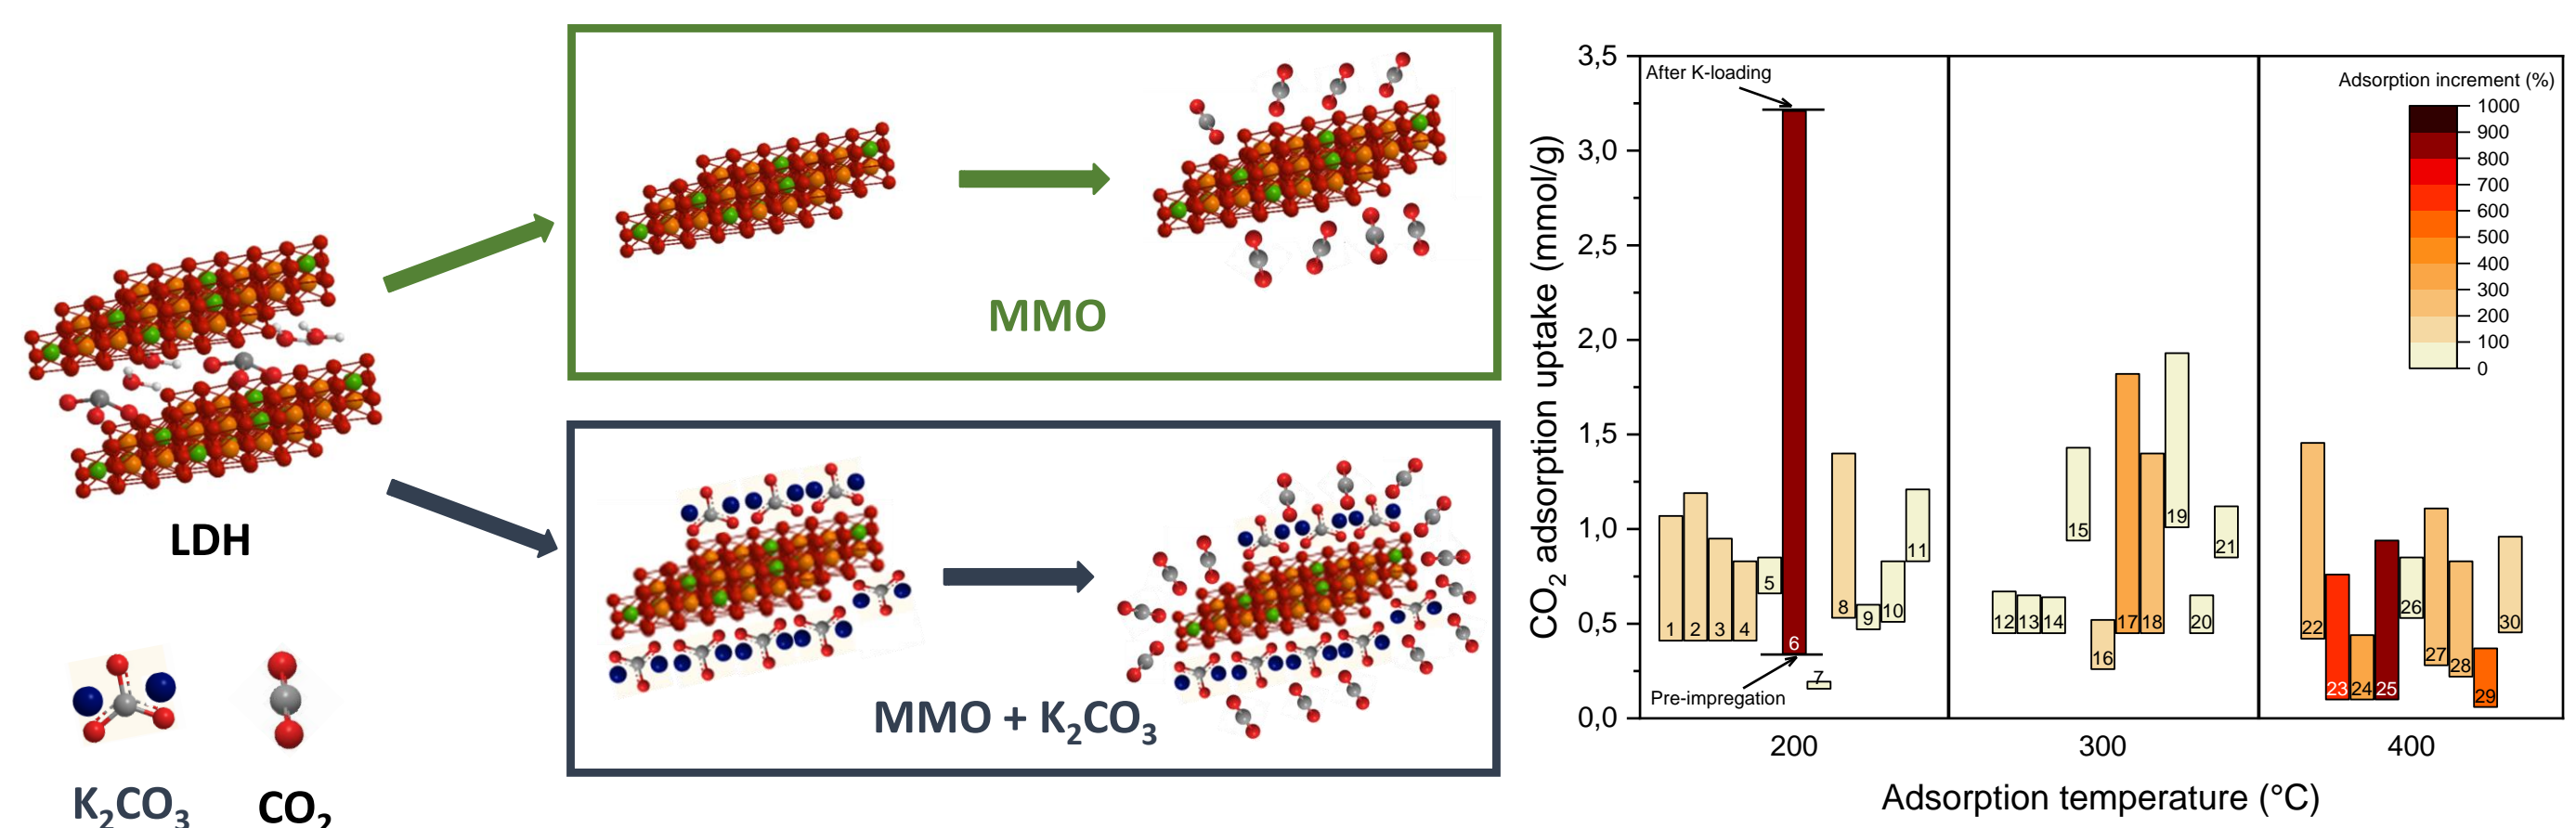 LDH
K₂CO₃
CO₂
MMO
MMO + K₂CO₃
CO₂ adsorption uptake (mmol/g)
3,5
3,0
2,5
2,0
1,5
1,0
0,5
0,0
After K-loading
Pre-impregation
1 2 3 4 5 6 7 8 9 10 11
12 13 14 15 16 17 18 19 20 21
22 23 24 25 26 27 28 29 30
Adsorption increment (%)
1000
900
800
700
600
500
400
300
200
100
0
200 300 400
Adsorption temperature (°C)